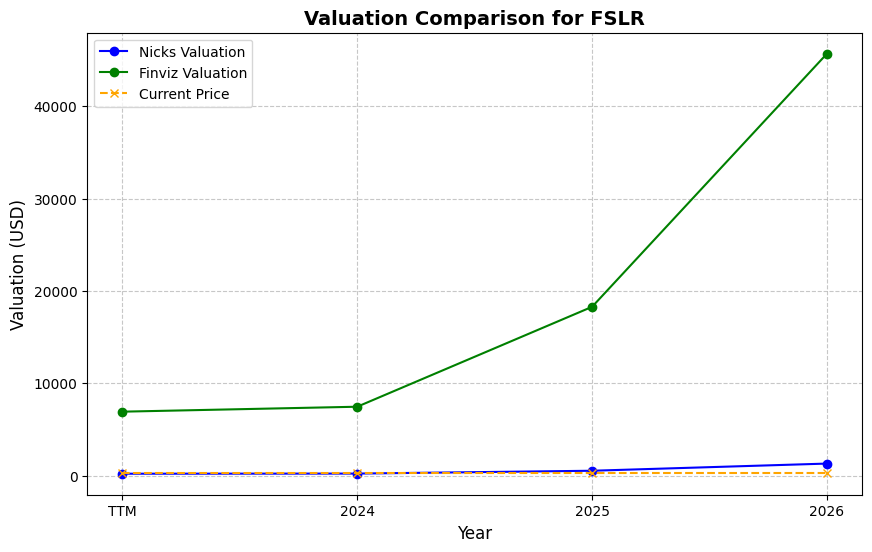 Valuation Comparison for FSLR
Nicks Valuation
Finviz Valuation
Current Price
Valuation (USD)
40000
30000
20000
10000
0
TTM
2024
2025
2026
Year